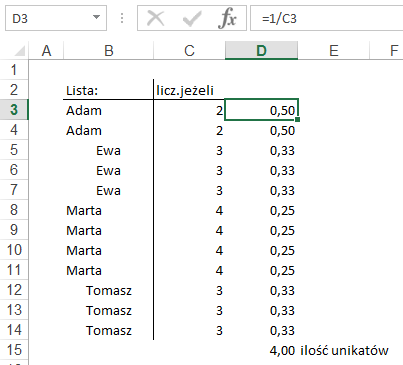 D3 =1/C3
A B C D E F
1
2 Lista: licz.jeżeli
3 Adam 2 0,50
4 Adam 2 0,50
5 Ewa 3 0,33
6 Ewa 3 0,33
7 Ewa 3 0,33
8 Marta 4 0,25
9 Marta 4 0,25
10 Marta 4 0,25
11 Marta 4 0,25
12 Tomasz 3 0,33
13 Tomasz 3 0,33
14 Tomasz 3 0,33
15 4,00 ilość unikatów